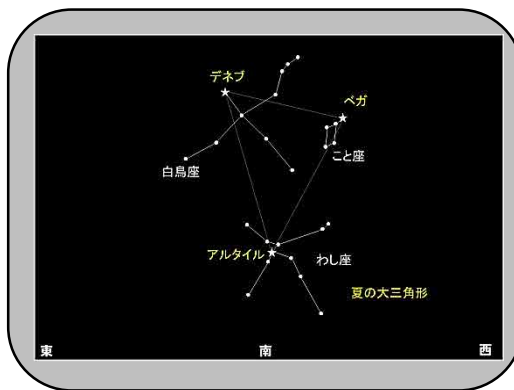 デネブ
ベガ
こと座
白鳥座
アルタイル
わし座
夏の大三角形
東
南
西